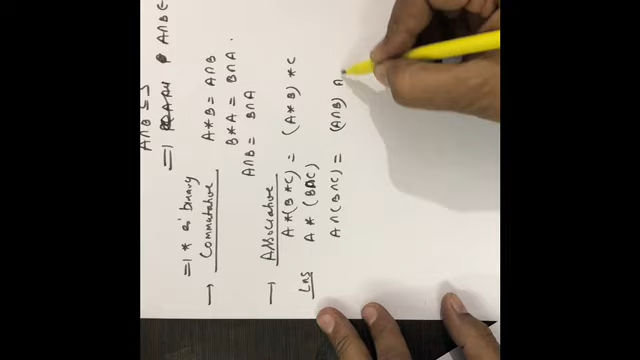 A∩B ⊆ S
A∩B ∈
=) * is binary
→ Commutative
A*B = A∩B
B*A = B∩A.
A∩B = B∩A
→ Associative
A*(B*C) = (A*B)*C
LHS A*(B∩C)
A∩(B∩C) = (A∩B)∩